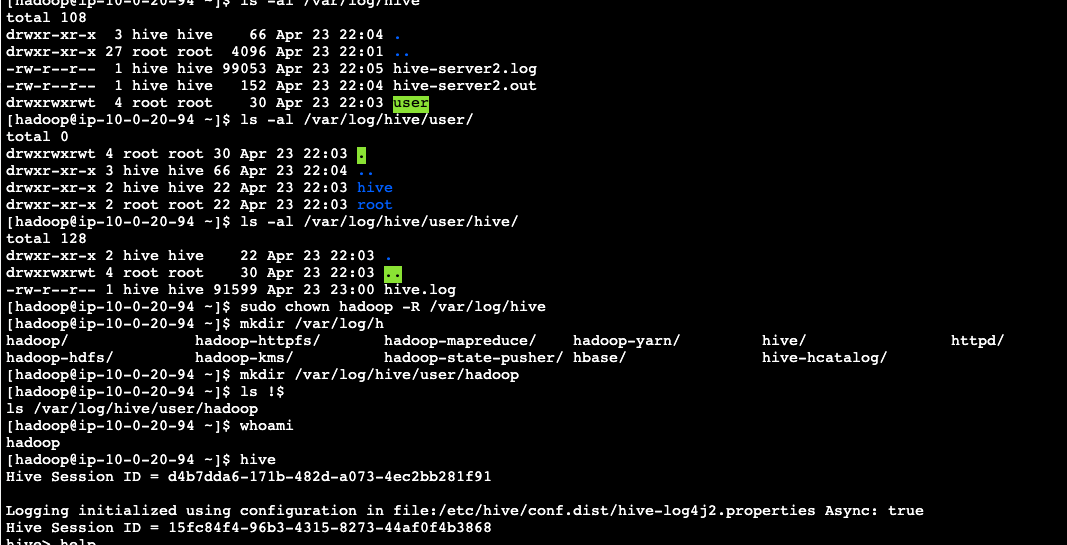 [hadoop@ip-10-0-20-94 ~]$ ls -al /var/log/hive
total 108
drwxr-xr-x  3 hive hive    66 Apr 23 22:04 .
drwxr-xr-x 27 root root  4096 Apr 23 22:01 ..
-rw-r--r--  1 hive hive 99053 Apr 23 22:05 hive-server2.log
-rw-r--r--  1 hive hive   152 Apr 23 22:04 hive-server2.out
drwxrwxrwt  4 root root    30 Apr 23 22:03 user
[hadoop@ip-10-0-20-94 ~]$ ls -al /var/log/hive/user/
total 0
drwxrwxrwt 4 root root 30 Apr 23 22:03 .
drwxr-xr-x 3 hive hive 66 Apr 23 22:04 ..
drwxr-xr-x 2 hive hive 22 Apr 23 22:03 hive
drwxr-xr-x 2 root root 22 Apr 23 22:03 root
[hadoop@ip-10-0-20-94 ~]$ ls -al /var/log/hive/user/hive/
total 128
drwxr-xr-x 2 hive hive    22 Apr 23 22:03 .
drwxrwxrwt 4 root root    30 Apr 23 22:03 ..
-rw-r--r-- 1 hive hive 91599 Apr 23 23:00 hive.log
[hadoop@ip-10-0-20-94 ~]$ sudo chown hadoop -R /var/log/hive
[hadoop@ip-10-0-20-94 ~]$ mkdir /var/log/h
hadoop/              hadoop-httpfs/       hadoop-mapreduce/    hadoop-yarn/         hive/                httpd/
hadoop-hdfs/         hadoop-kms/          hadoop-state-pusher/ hbase/               hive-hcatalog/
[hadoop@ip-10-0-20-94 ~]$ mkdir /var/log/hive/user/hadoop
[hadoop@ip-10-0-20-94 ~]$ ls !$
ls /var/log/hive/user/hadoop
[hadoop@ip-10-0-20-94 ~]$ whoami
hadoop
[hadoop@ip-10-0-20-94 ~]$ hive
Hive Session ID = d4b7dda6-171b-482d-a073-4ec2bb281f91
Logging initialized using configuration in file:/etc/hive/conf.dist/hive-log4j2.properties Async: true
Hive Session ID = 15fc84f4-96b3-4315-8273-44af0f4b3868
hive> help